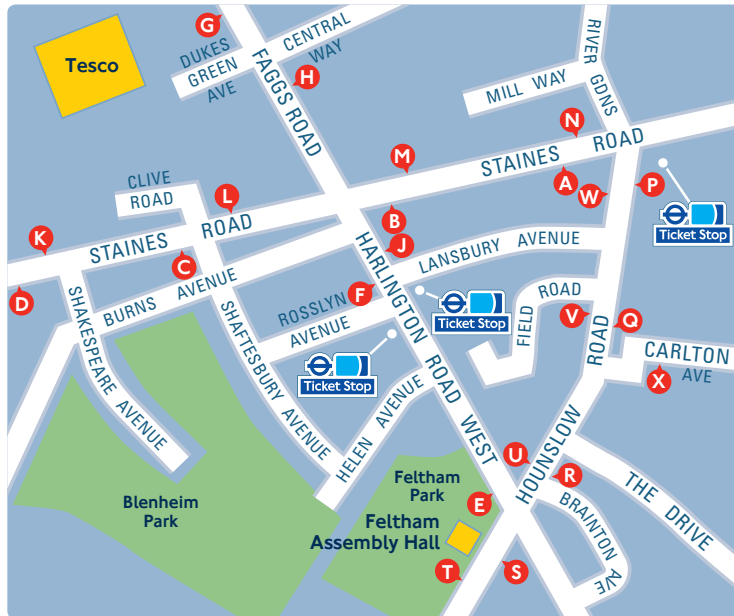 G
DUKES
GREEN
AVE
CENTRAL
WAY
RIVER GDNS
Tesco
FAGGS ROAD
H
MILL WAY
N
M
STAINES ROAD
CLIVE
ROAD
L
A
W
P
Ticket Stop
K
STAINES ROAD
B
J
LANSBURY AVENUE
C
D
BURNS AVENUE
HARLINGTON ROAD WEST
F
ROSSLYN
AVENUE
Ticket Stop
FIELD ROAD
V
Q
SHAKESPEARE AVENUE
SHAFTESBURY AVENUE
Ticket Stop
CARLTON
AVE
X
HELEN AVENUE
HOUNSLOW ROAD
U
R
Feltham
Park
E
THE DRIVE
Blenheim
Park
Feltham
Assembly Hall
BRAINTON
AVE
T
S